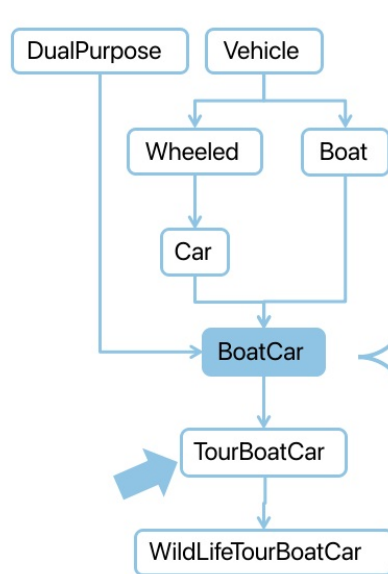 DualPurpose
Vehicle
Wheeled
Boat
Car
BoatCar
TourBoatCar
WildLifeTourBoatCar